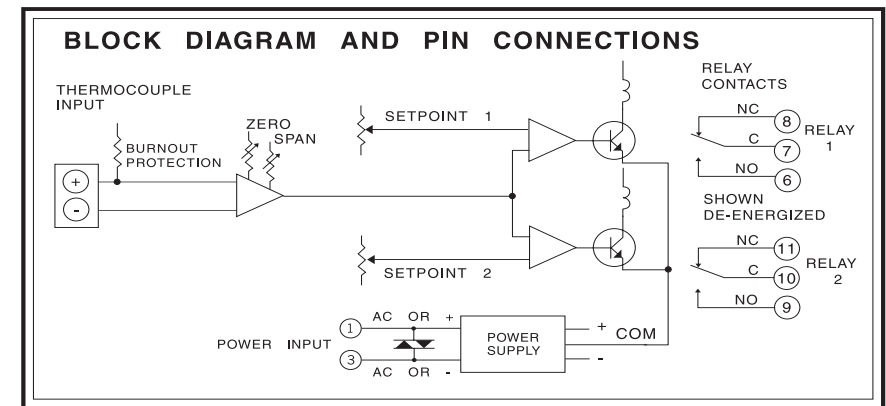 BLOCK DIAGRAM AND PIN CONNECTIONS
THERMOCOUPLE
INPUT
BURNOUT
PROTECTION
ZERO
SPAN
SETPOINT 1
+
-
SETPOINT 2
RELAY
CONTACTS
NC 8
C 7
NO 6
RELAY
1
SHOWN
DE-ENERGIZED
NC 11
C 10
NO 9
RELAY
2
POWER INPUT
1 AC OR +
3 AC OR -
POWER
SUPPLY
+
COM
-